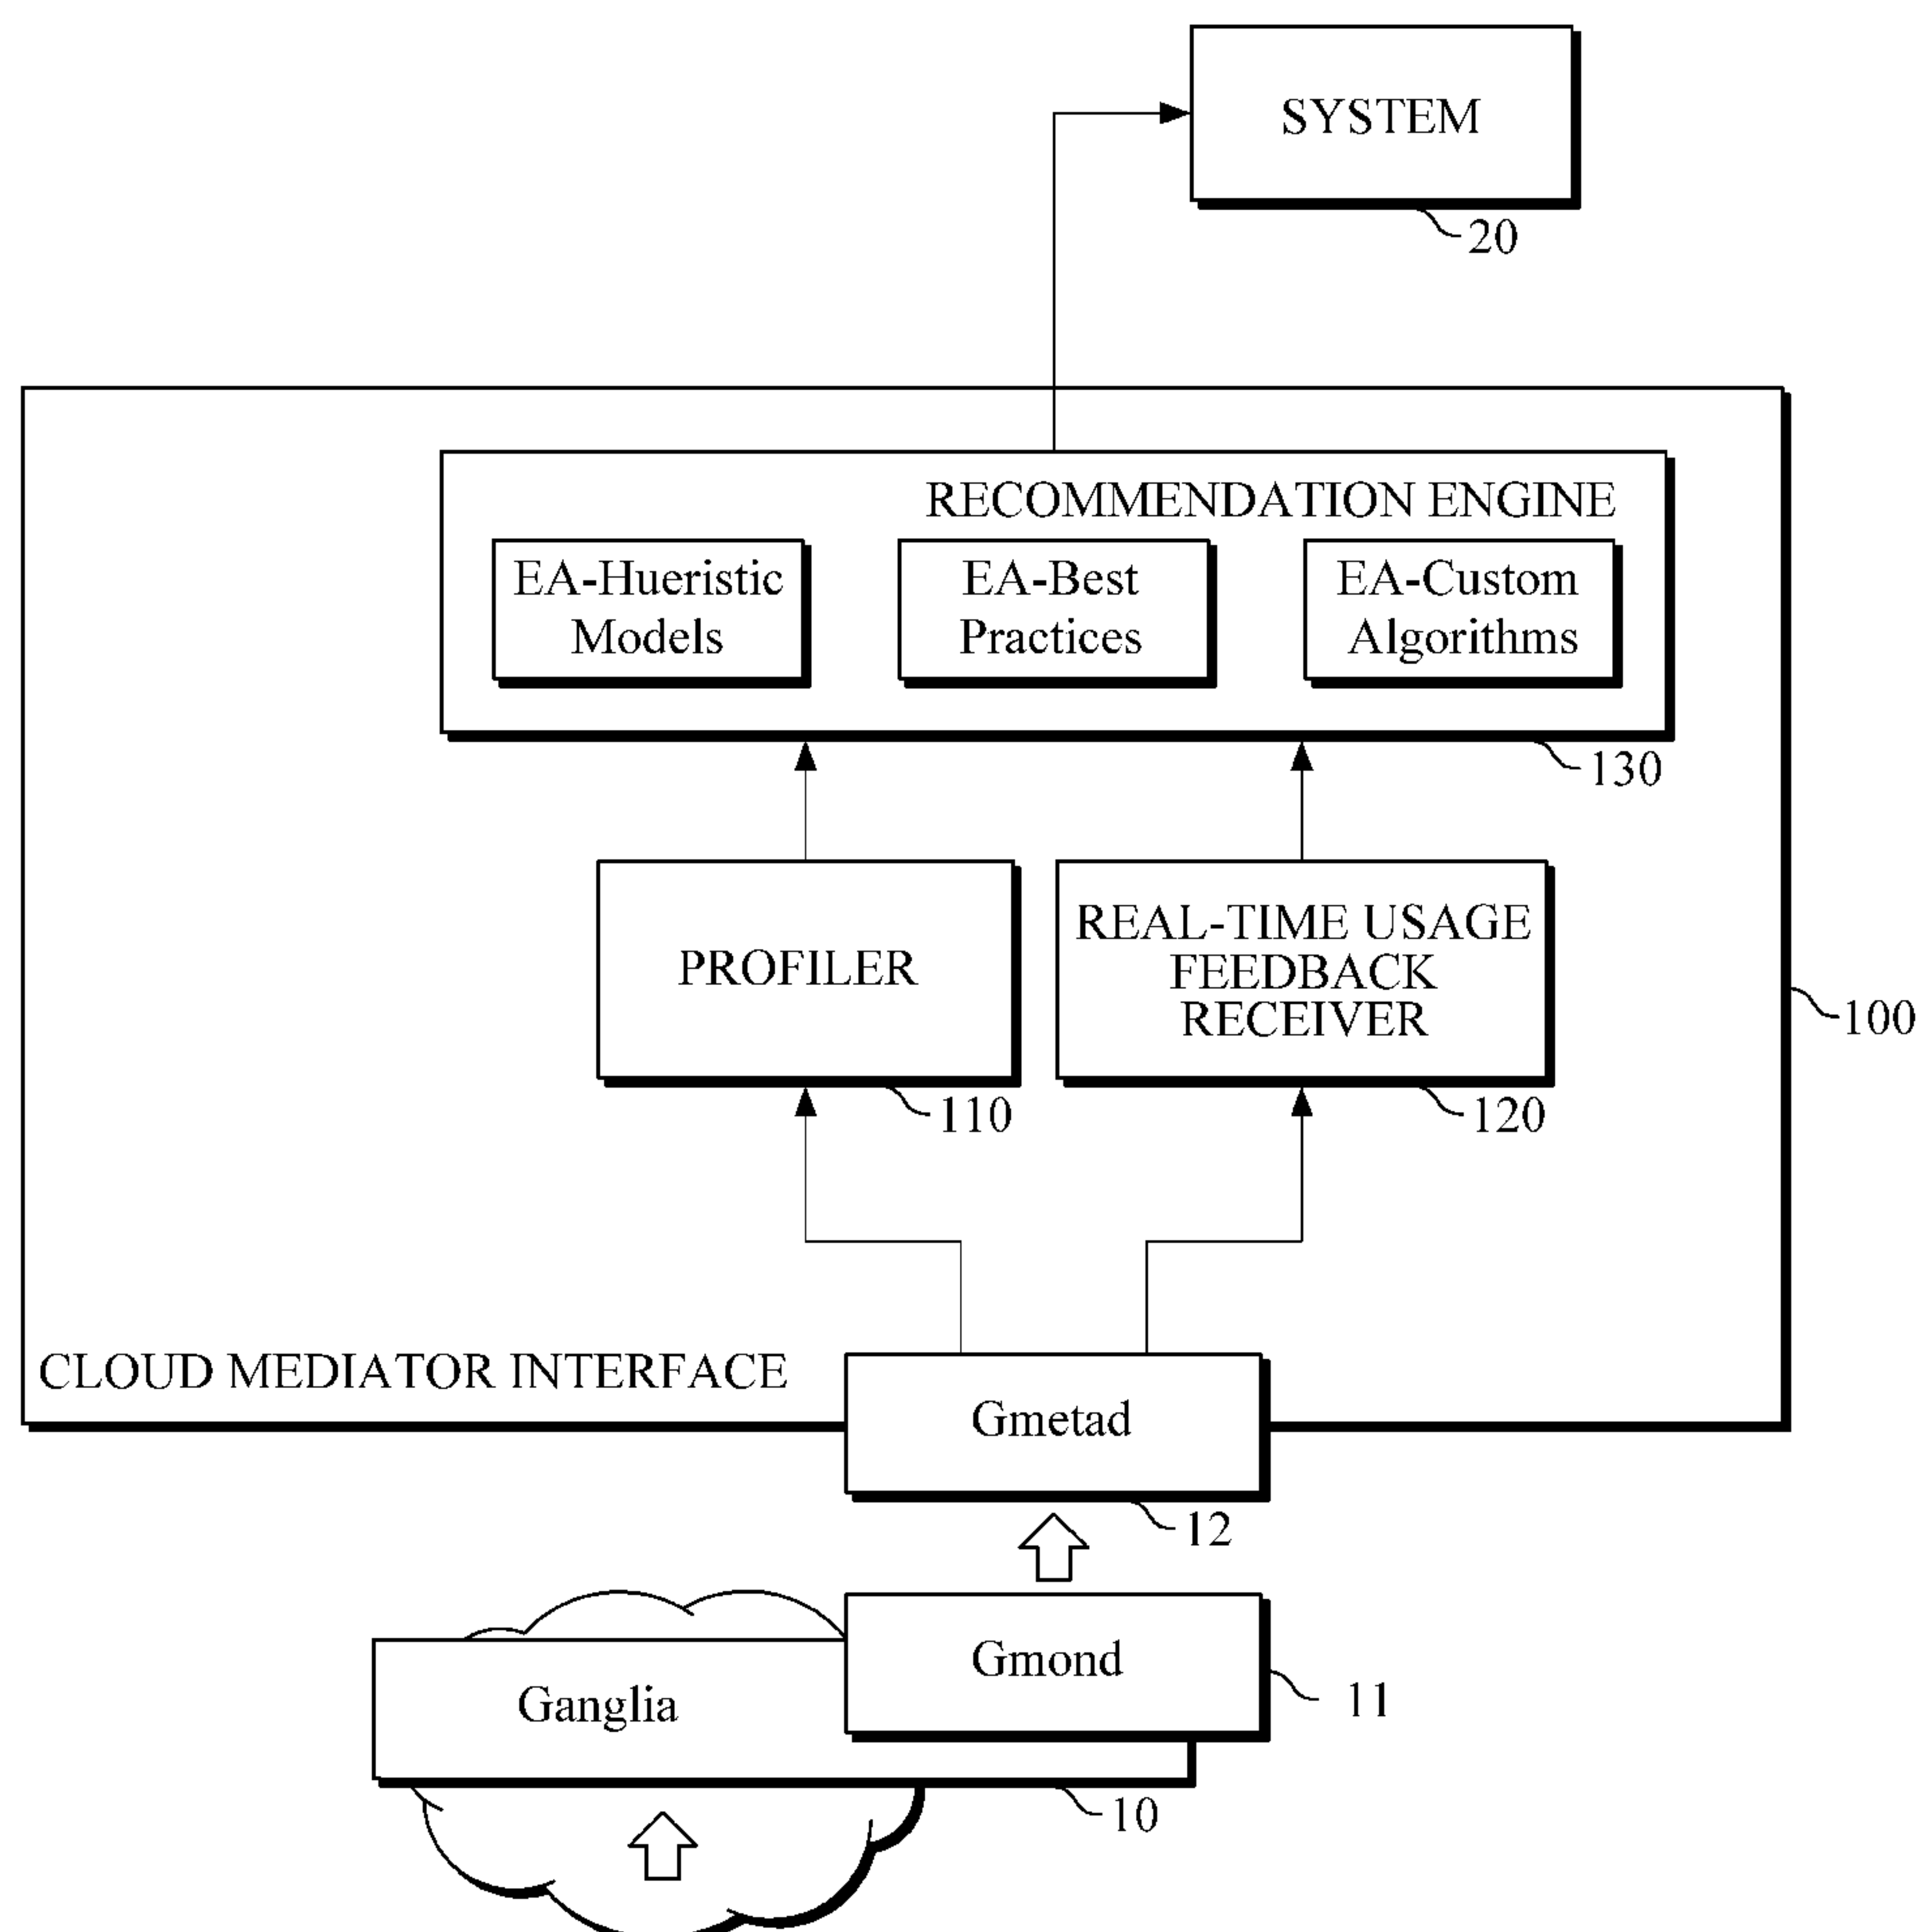 SYSTEM
20
RECOMMENDATION ENGINE
EA-Hueristic
Models
EA-Best
Practices
EA-Custom
Algorithms
130
PROFILER
110
REAL-TIME USAGE
FEEDBACK
RECEIVER
120
100
CLOUD MEDIATOR INTERFACE
Gmetad
12
Gmond
11
Ganglia
10